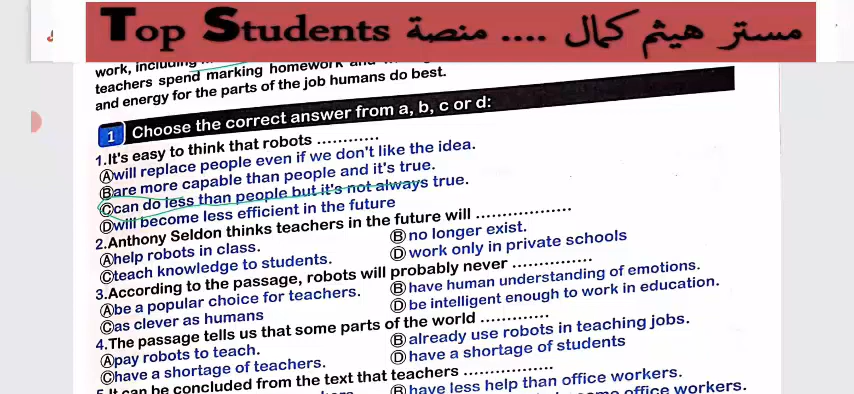 Top Students مستر هيثم كمال .... منصة
work, including
teachers spend marking homework and
and energy for the parts of the job humans do best.
1 Choose the correct answer from a, b, c or d:
1.It's easy to think that robots ............
Ⓐwill replace people even if we don't like the idea.
Ⓑare more capable than people and it's true.
Ⓒcan do less than people but it's not always true.
Ⓓwill become less efficient in the future
2.Anthony Seldon thinks teachers in the future will ..................
Ⓐhelp robots in class. Ⓑno longer exist.
Ⓒteach knowledge to students. Ⓓwork only in private schools
3.According to the passage, robots will probably never ...............
Ⓐbe a popular choice for teachers. Ⓑhave human understanding of emotions.
Ⓒas clever as humans Ⓓbe intelligent enough to work in education.
4.The passage tells us that some parts of the world .............
Ⓐpay robots to teach. Ⓑalready use robots in teaching jobs.
Ⓒhave a shortage of teachers. Ⓓhave a shortage of students
5.It can be concluded from the text that teachers .................
Ⓑhave less help than office workers.
office workers.